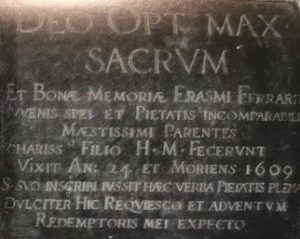 DEO OPT MAX
SACRVM
ET BONÆ MEMORIÆ ERASMI FERRARI
VENIS SPEI ET PIETATIS INCOMPARABILI
MÆSTISSIMI PARENTES
CHARISS° FILIO H·M·FECERVNT
VIXIT AN: 24 ET MORIENS 1609
S·SVO INSCRIBI IVSSIT HÆC VERBA PIETATIS PLENA
DVLCITER HIC REQVIESCO ET ADVENTVM
REDEMPTORIS MEI EXPECTO